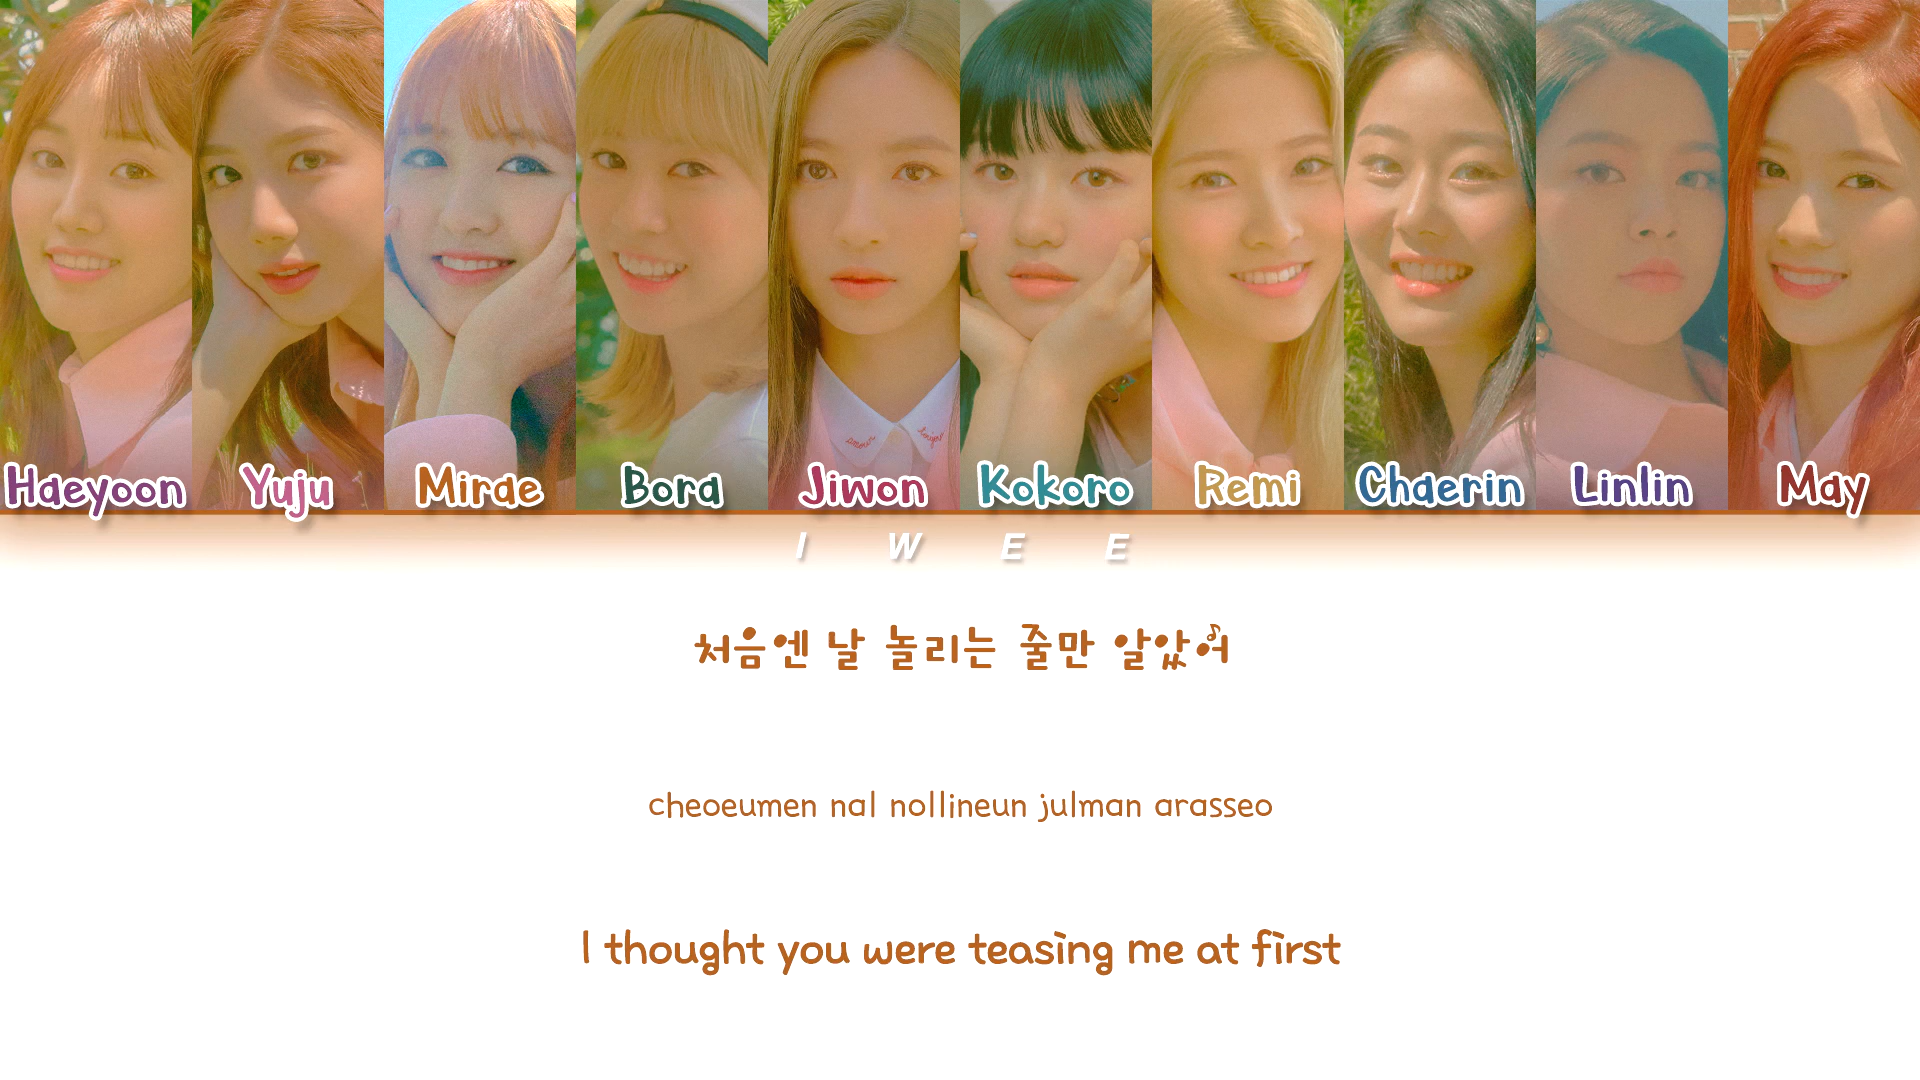 Haeyoon Yuju Mirae Bora Jiwon Kokoro Remi Chaerin Linlin May
I W E E
처음엔 날 놀리는 줄만 알았어
cheoeumen nal nollineun julman arasseo
I thought you were teasing me at first